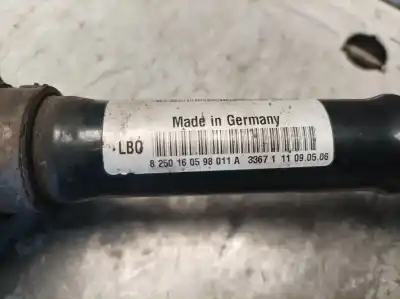 Made in Germany
LBO
8 250 16 05 98 011 A 3367 1 11 09.05.06